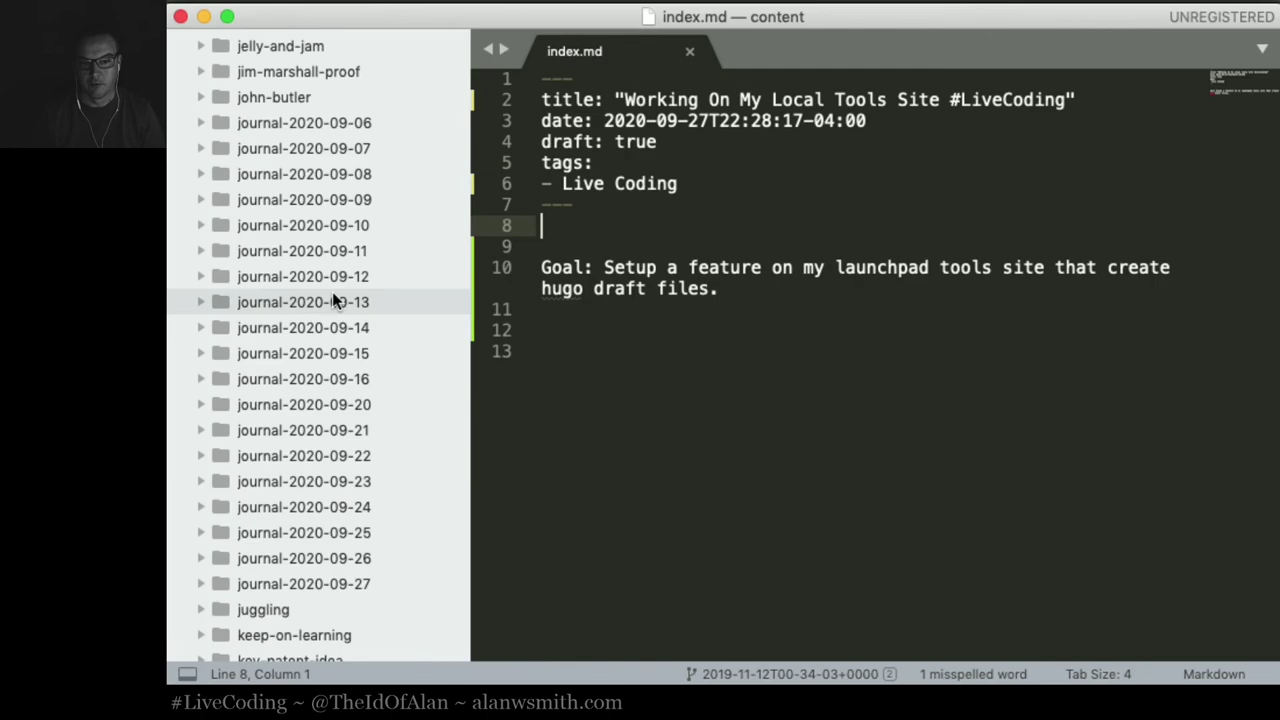 index.md — content
UNREGISTERED
jelly-and-jam
jim-marshall-proof
john-butler
journal-2020-09-06
journal-2020-09-07
journal-2020-09-08
journal-2020-09-09
journal-2020-09-10
journal-2020-09-11
journal-2020-09-12
journal-2020-09-13
journal-2020-09-14
journal-2020-09-15
journal-2020-09-16
journal-2020-09-20
journal-2020-09-21
journal-2020-09-22
journal-2020-09-23
journal-2020-09-24
journal-2020-09-25
journal-2020-09-26
journal-2020-09-27
juggling
keep-on-learning
key-patent-idea
index.md
1 ---
2 title: "Working On My Local Tools Site #LiveCoding"
3 date: 2020-09-27T22:28:17-04:00
4 draft: true
5 tags:
6 - Live Coding
7 ---
8
9
10 Goal: Setup a feature on my launchpad tools site that create
hugo draft files.
11
12
13
Line 8, Column 1
2019-11-12T00-34-03+0000 2
1 misspelled word
Tab Size: 4
Markdown
#LiveCoding ~ @TheIdOfAlan ~ alanwsmith.com